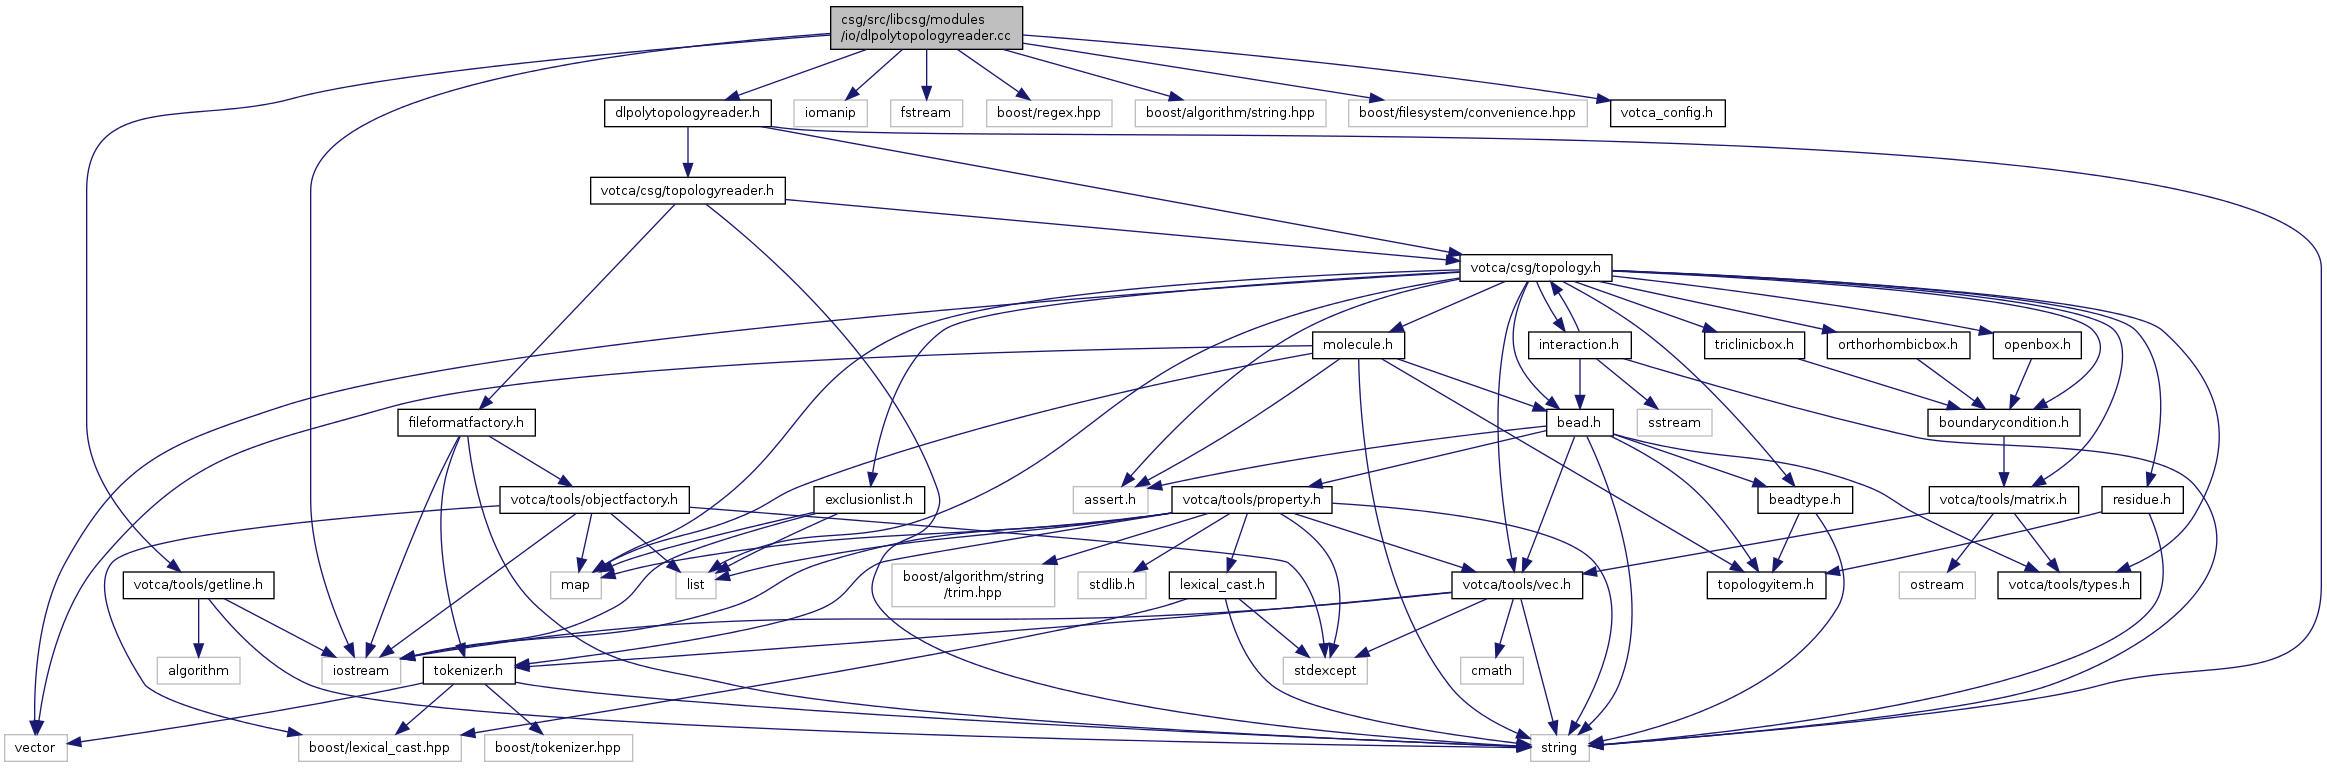 csg/src/libcsg/modules
/io/dlpolytopologyreader.cc
dlpolytopologyreader.h
iomanip
fstream
boost/regex.hpp
boost/algorithm/string.hpp
boost/filesystem/convenience.hpp
votca_config.h
votca/csg/topologyreader.h
votca/csg/topology.h
molecule.h
interaction.h
triclinicbox.h
orthorhombicbox.h
openbox.h
fileformatfactory.h
bead.h
sstream
boundarycondition.h
votca/tools/objectfactory.h
exclusionlist.h
assert.h
votca/tools/property.h
beadtype.h
votca/tools/matrix.h
residue.h
votca/tools/getline.h
map
list
boost/algorithm/string
/trim.hpp
stdlib.h
lexical_cast.h
votca/tools/vec.h
topologyitem.h
ostream
votca/tools/types.h
algorithm
iostream
tokenizer.h
stdexcept
cmath
vector
boost/lexical_cast.hpp
boost/tokenizer.hpp
string